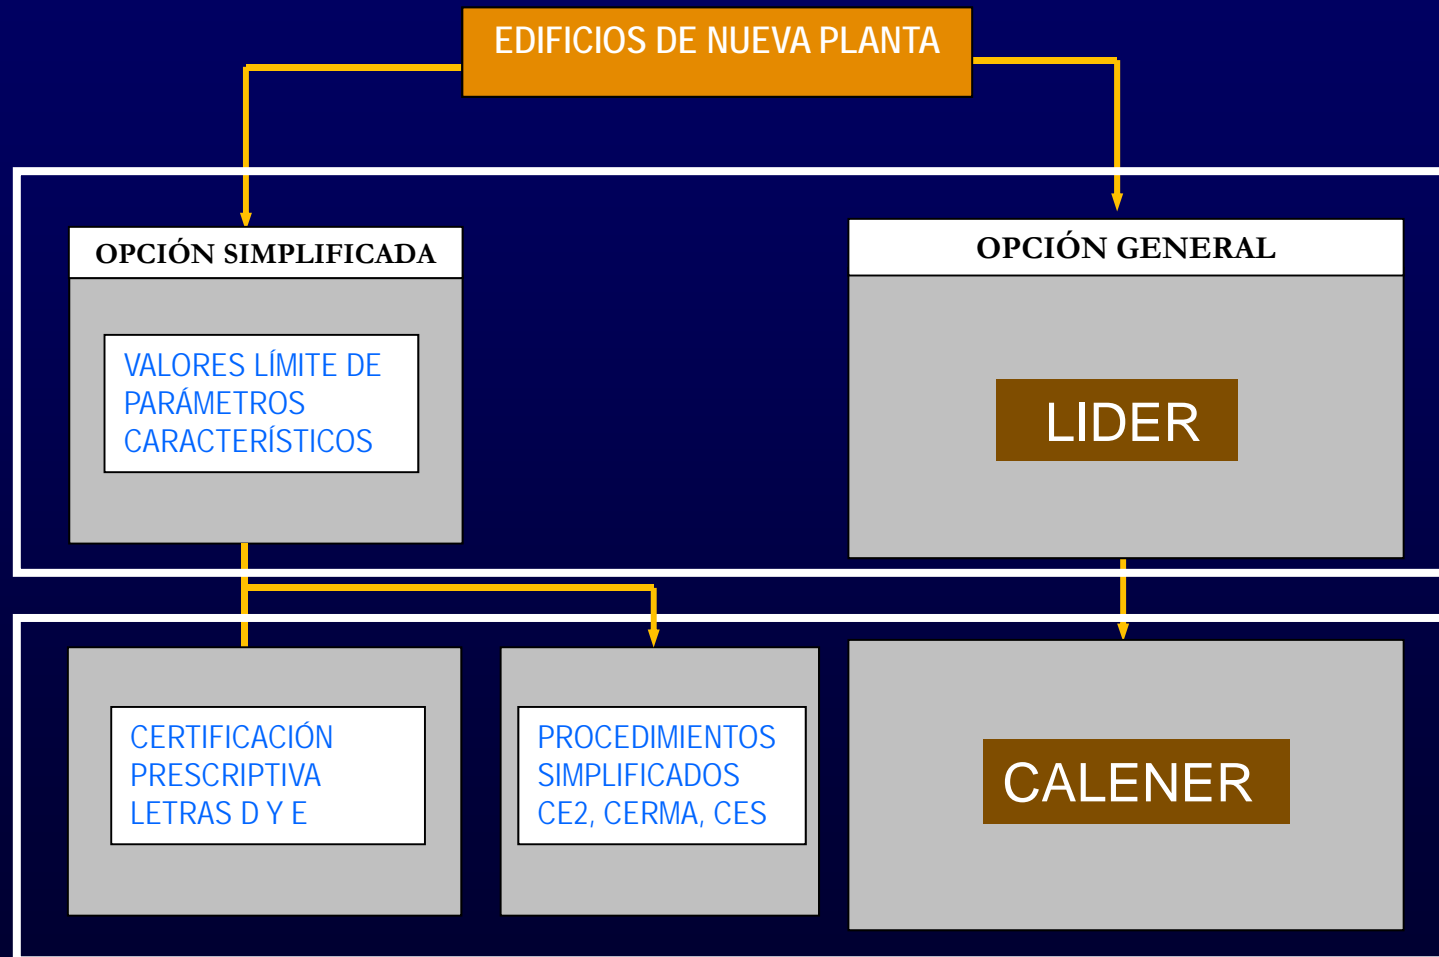 EDIFICIOS DE NUEVA PLANTA
OPCIÓN SIMPLIFICADA
VALORES LÍMITE DE
PARÁMETROS
CARACTERÍSTICOS
OPCIÓN GENERAL
LIDER
CERTIFICACIÓN
PRESCRIPTIVA
LETRAS D Y E
PROCEDIMIENTOS
SIMPLIFICADOS
CE2, CERMA, CES
CALENER